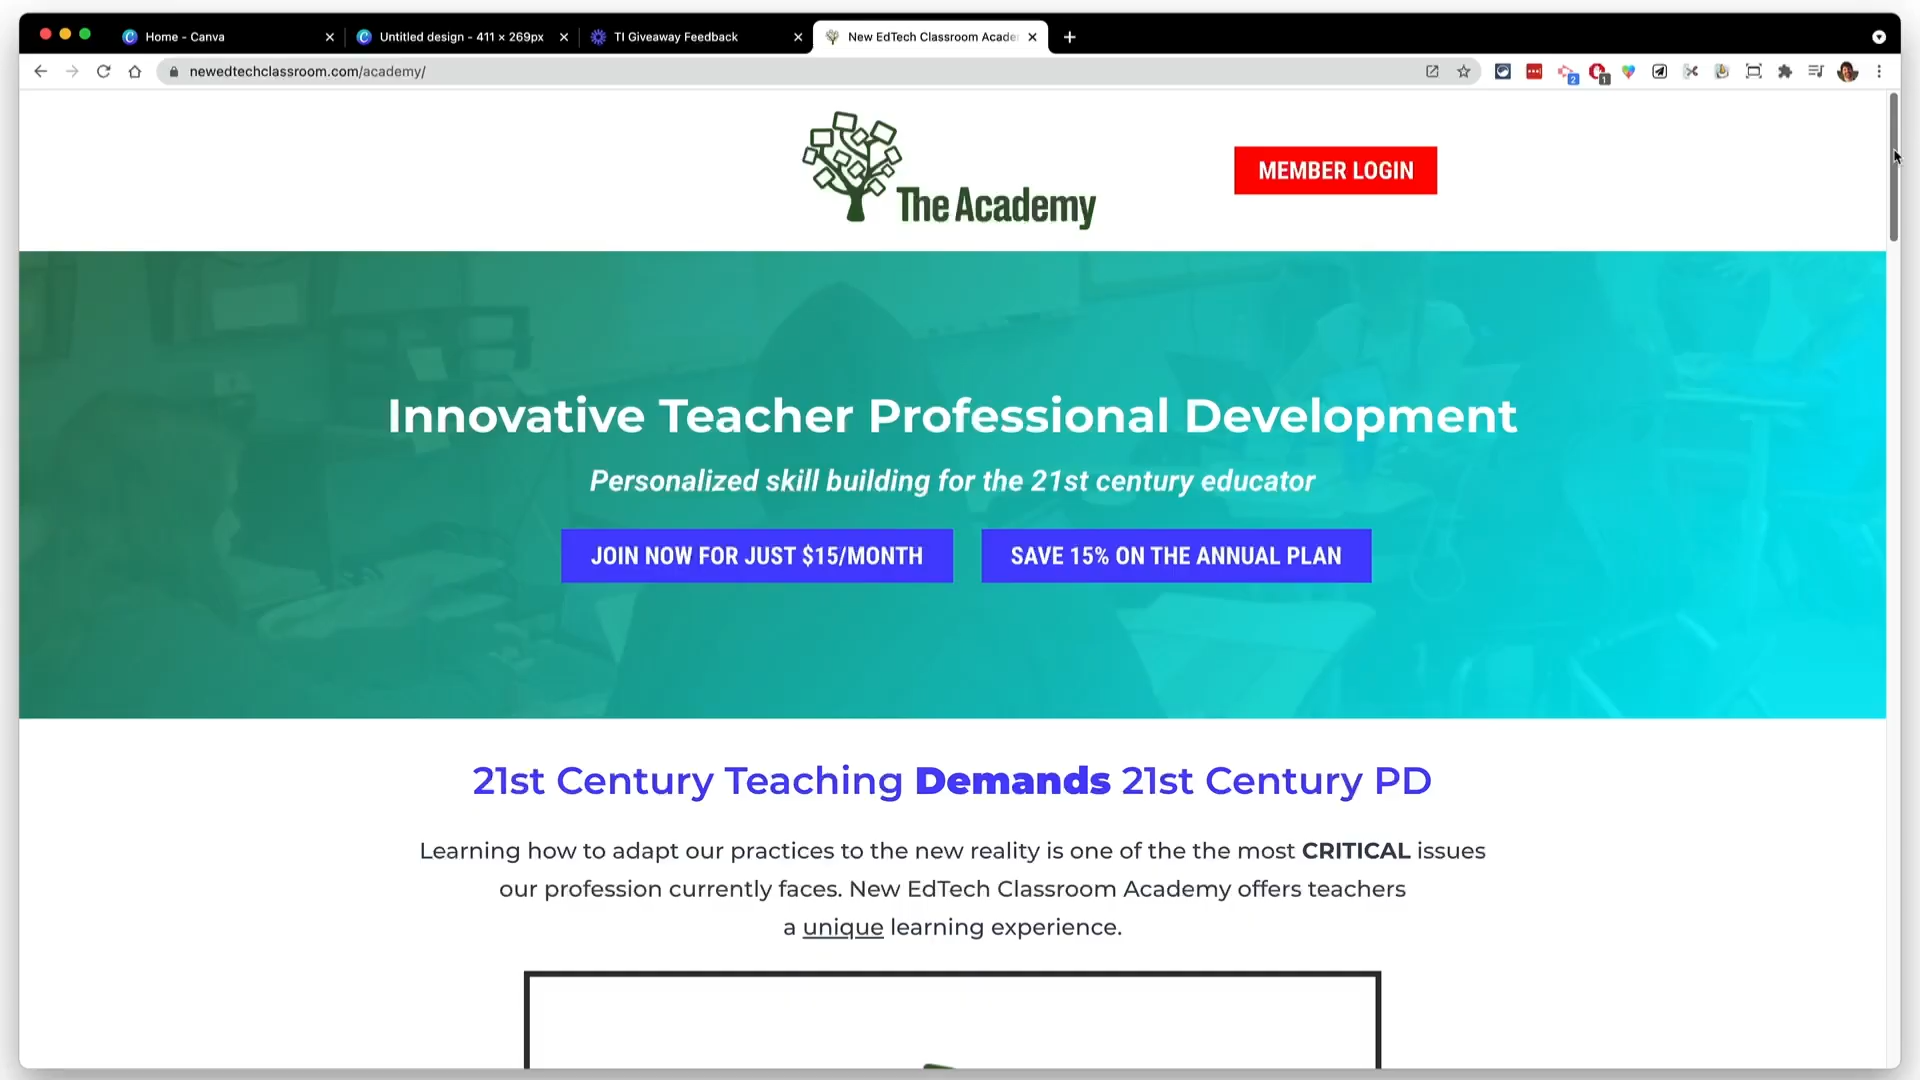 Home - Canva
Untitled design - 411 × 269px
TI Giveaway Feedback
New EdTech Classroom Acade
newedtechclassroom.com/academy/
2
1
The Academy
MEMBER LOGIN
Innovative Teacher Professional Development
Personalized skill building for the 21st century educator
JOIN NOW FOR JUST $15/MONTH
SAVE 15% ON THE ANNUAL PLAN
21st Century Teaching Demands 21st Century PD
Learning how to adapt our practices to the new reality is one of the the most CRITICAL issues
our profession currently faces. New EdTech Classroom Academy offers teachers
a unique learning experience.